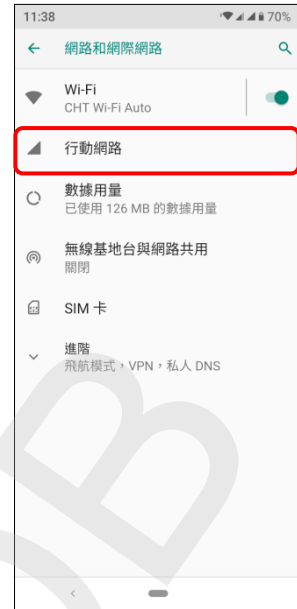 11:38
70%
網路和網際網路
Wi-Fi
CHT Wi-Fi Auto
行動網路
數據用量
已使用 126 MB 的數據用量
無線基地台與網路共用
關閉
SIM 卡
進階
飛航模式，VPN，私人 DNS